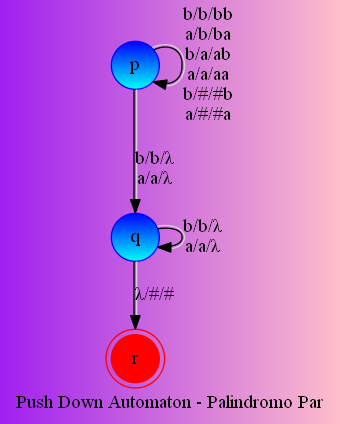 b/b/bb
a/b/ba
p
b/a/ab
a/a/aa
b/#/#b
a/#/#a
b/b/λ
a/a/λ
b/b/λ
q
a/a/λ
λ/#/#
r
Push Down Automaton - Palindromo Par